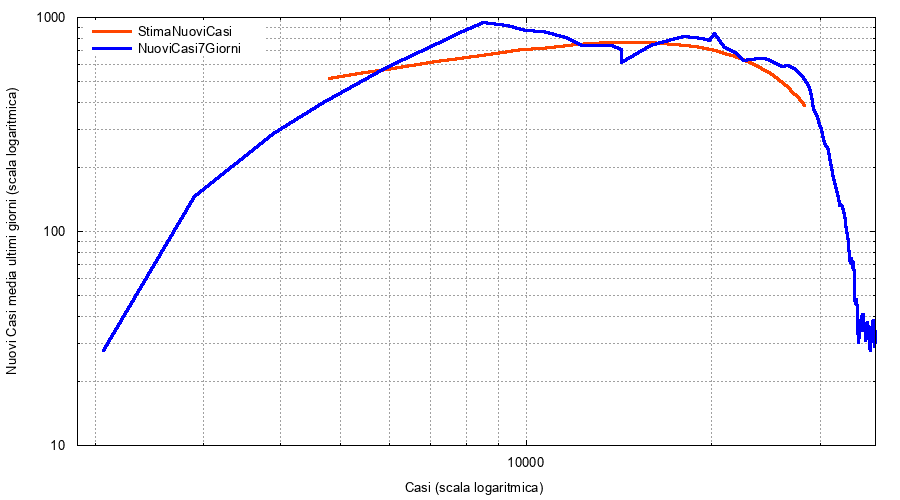 1000
StimaNuoviCasi
NuoviCasi7Giorni
Nuovi Casi media ultimi giorni (scala logaritmica)
100
10
10000
Casi (scala logaritmica)